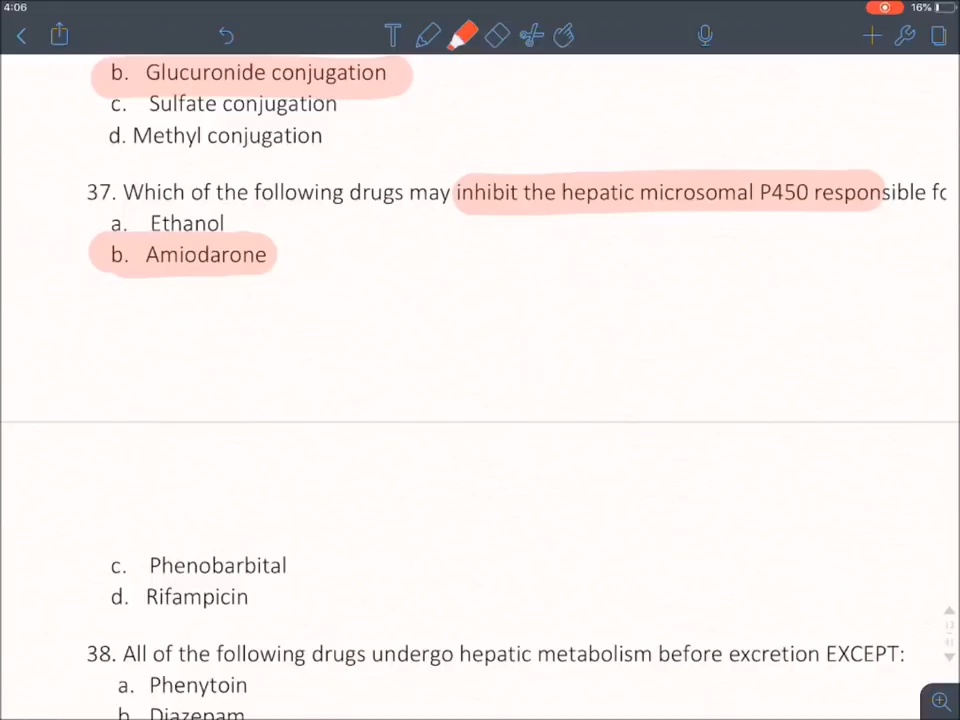 4:06
16%
T
b. Glucuronide conjugation
c. Sulfate conjugation
d. Methyl conjugation
37. Which of the following drugs may inhibit the hepatic microsomal P450 responsible
a. Ethanol
b. Amiodarone
c. Phenobarbital
d. Rifampicin
38. All of the following drugs undergo hepatic metabolism before excretion EXCEPT:
a. Phenytoin
b. Diazepam